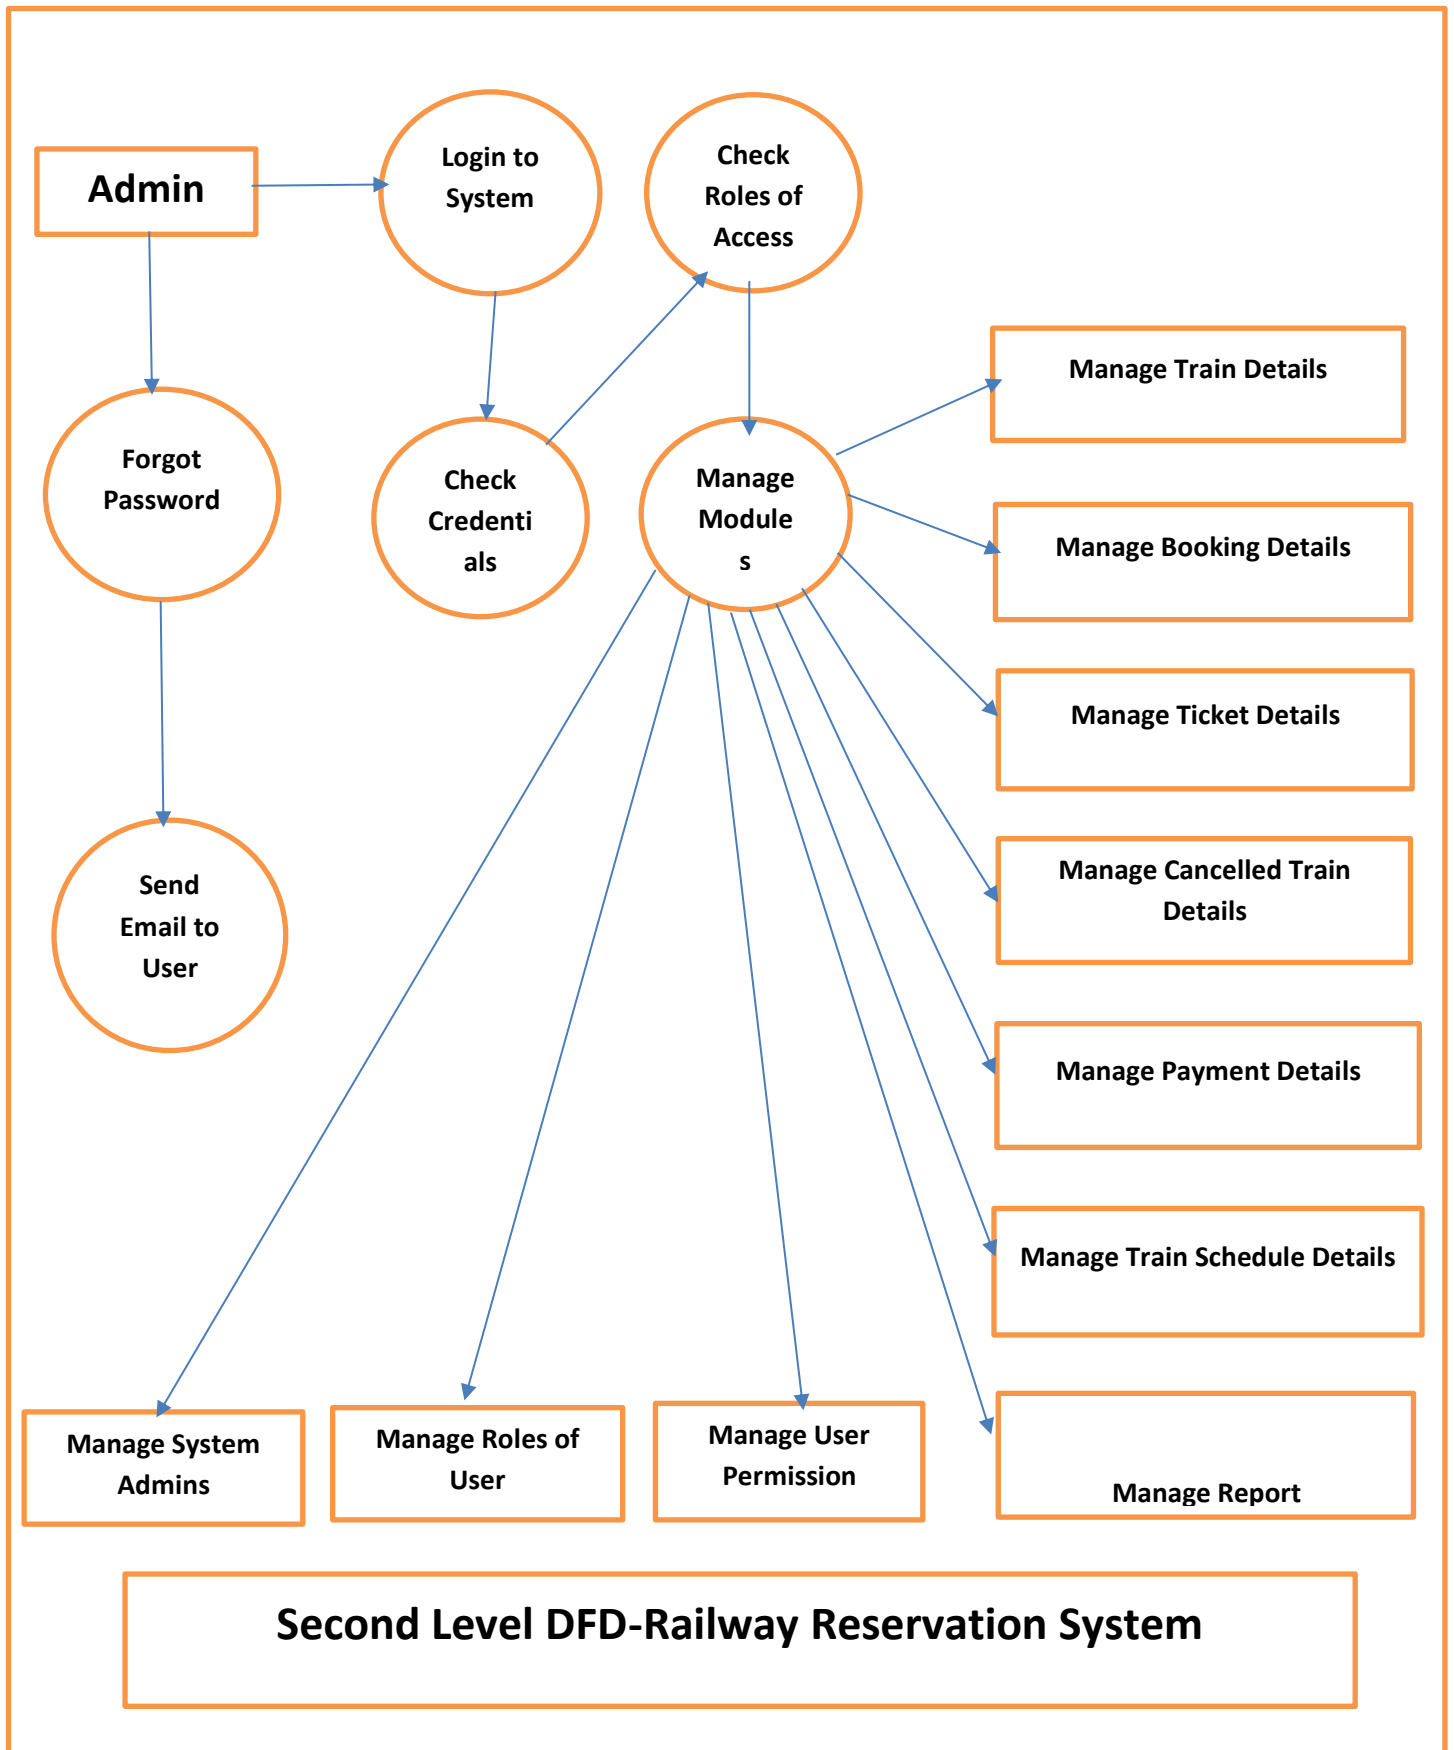 Admin
Login to
System
Check
Roles of
Access
Manage Train Details
Forgot
Password
Check
Credenti
als
Manage
Module
s
Manage Booking Details
Manage Ticket Details
Send
Email to
User
Manage Cancelled Train
Details
Manage Payment Details
Manage Train Schedule Details
Manage System
Admins
Manage Roles of
User
Manage User
Permission
Manage Report
Second Level DFD-Railway Reservation System